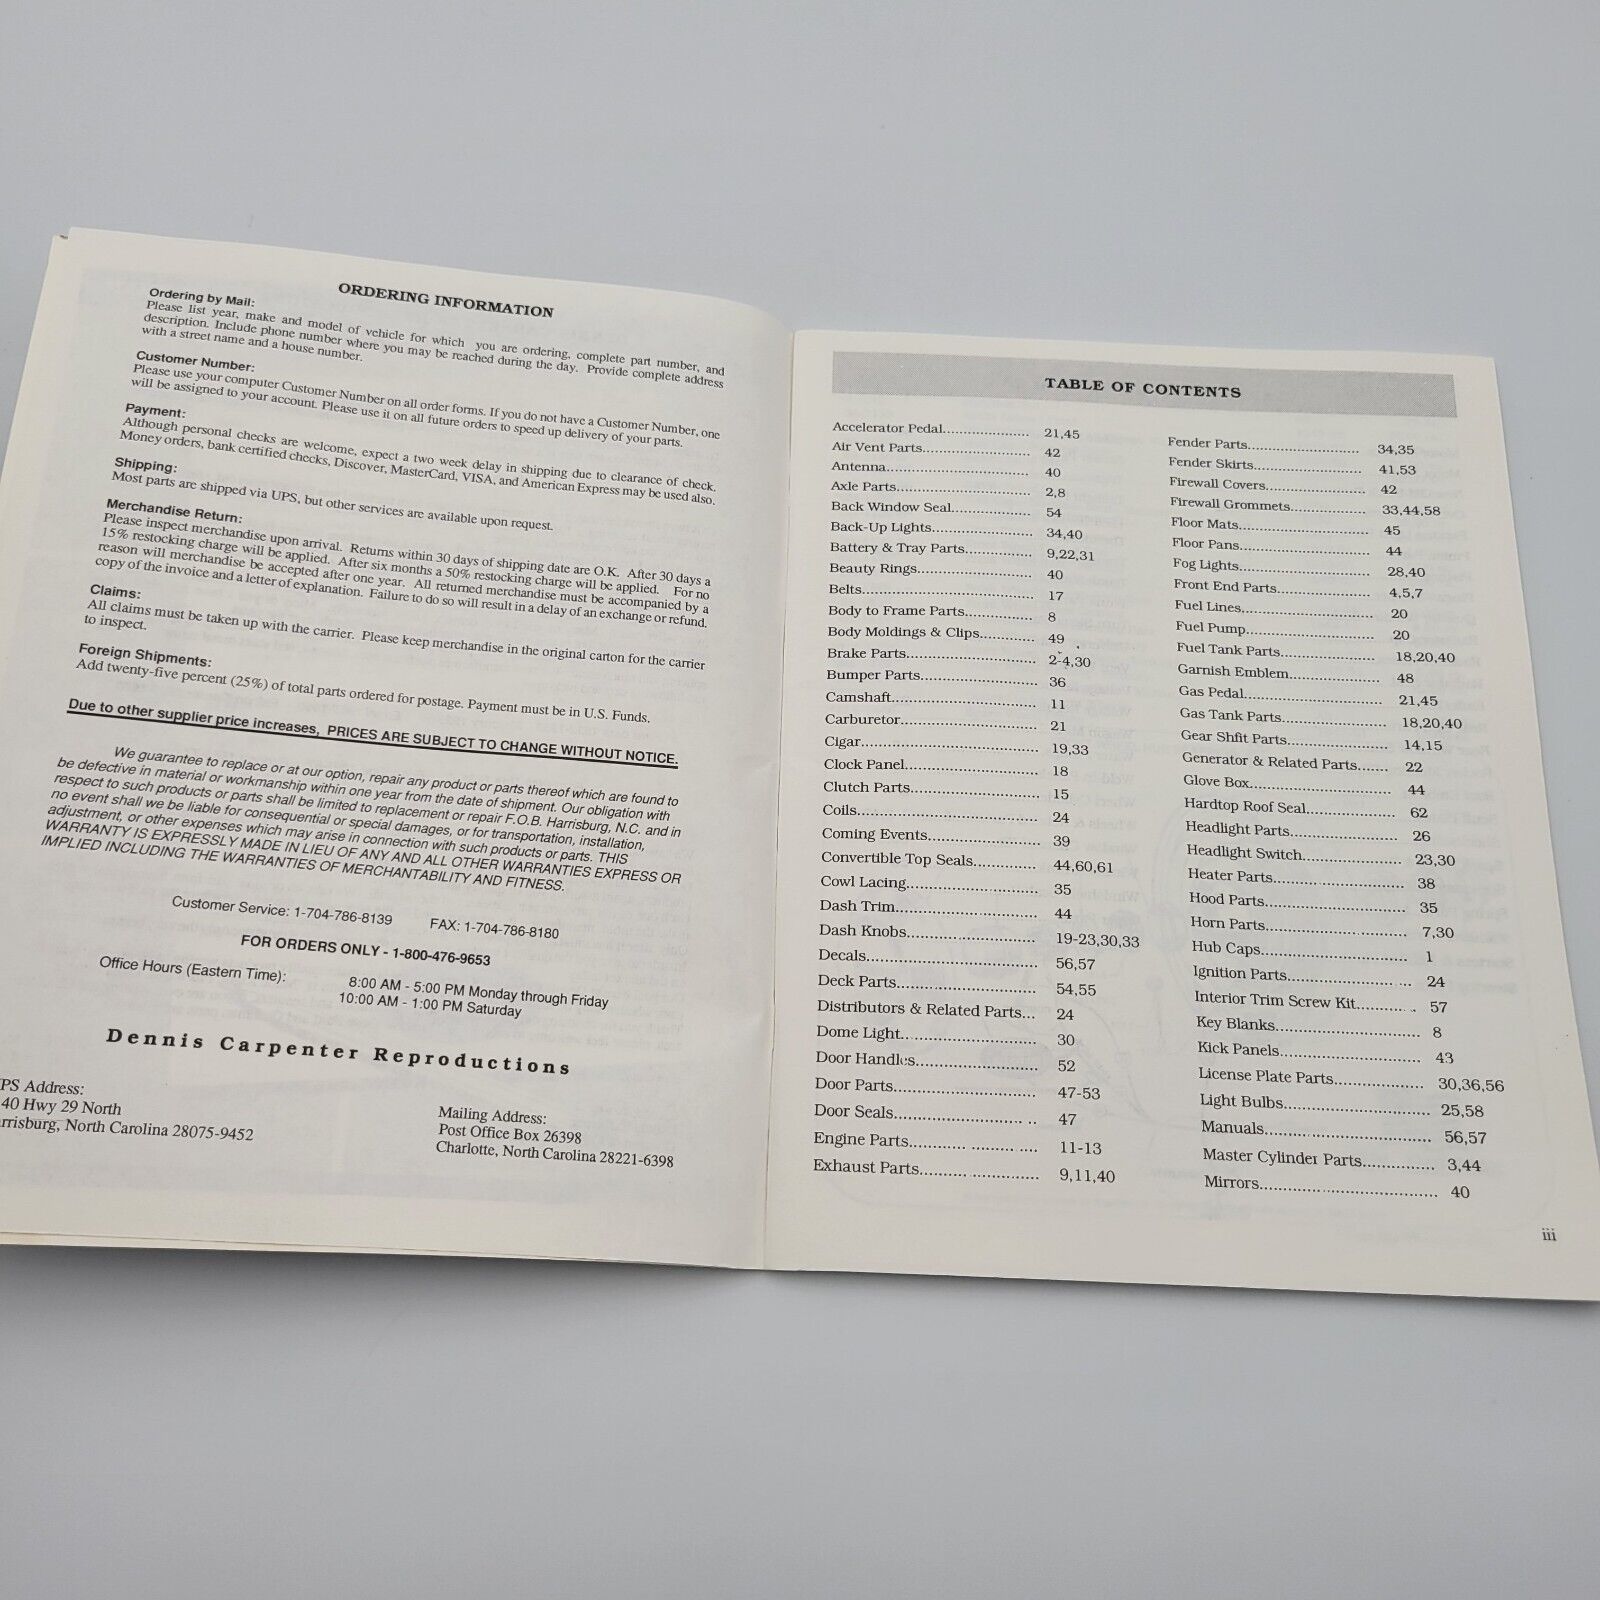 ORDERING INFORMATION
Ordering by Mail:
Please list year, make and model of vehicle for which you are ordering, complete part number, and
description. Include phone number where you may be reached during the day. Provide complete address
with a street name and a house number.
Customer Number:
Please use your computer Customer Number on all order forms. If you do not have a Customer Number, one
will be assigned to your account. Please use it on all future orders to speed up delivery of your parts.
Payment:
Although personal checks are welcome, expect a two week delay in shipping due to clearance of check.
Money orders, bank certified checks, Discover, MasterCard, VISA, and American Express may be used also.
Shipping:
Most parts are shipped via UPS, but other services are available upon request.
Merchandise Return:
Please inspect merchandise upon arrival. Returns within 30 days of shipping date are O.K. After 30 days a
15% restocking charge will be applied. After six months a 50% restocking charge will be applied. For no
reason will merchandise be accepted after one year. All returned merchandise must be accompanied by a
copy of the invoice and a letter of explanation. Failure to do so will result in a delay of an exchange or refund.
Claims:
All claims must be taken up with the carrier. Please keep merchandise in the original carton for the carrier
to inspect.
Foreign Shipments:
Add twenty-five percent (25%) of total parts ordered for postage. Payment must be in U.S. Funds.
Due to other supplier price increases, PRICES ARE SUBJECT TO CHANGE WITHOUT NOTICE.
We guarantee to replace or at our option, repair any product or parts thereof which are found to
be defective in material or workmanship within one year from the date of shipment. Our obligation with
respect to such products or parts shall be limited to replacement or repair F.O.B. Harrisburg, N.C. and in
no event shall we be liable for consequential or special damages, or for transportation, installation,
adjustment, or other expenses which may arise in connection with such products or parts. THIS
WARRANTY IS EXPRESSLY MADE IN LIEU OF ANY AND ALL OTHER WARRANTIES EXPRESS OR
IMPLIED INCLUDING THE WARRANTIES OF MERCHANTABILITY AND FITNESS.
Customer Service: 1-704-786-8139 FAX: 1-704-786-8180
FOR ORDERS ONLY - 1-800-476-9653
Office Hours (Eastern Time): 8:00 AM - 5:00 PM Monday through Friday
10:00 AM - 1:00 PM Saturday
Dennis Carpenter Reproductions
PS Address:
40 Hwy 29 North
rrisburg, North Carolina 28075-9452
Mailing Address:
Post Office Box 26398
Charlotte, North Carolina 28221-6398
TABLE OF CONTENTS
Accelerator Pedal.................... 21,45
Air Vent Parts......................... 42
Antenna................................. 40
Axle Parts............................... 2,8
Back Window Seal.................. 54
Back-Up Lights....................... 34,40
Battery & Tray Parts............... 9,22,31
Beauty Rings.......................... 40
Belts....................................... 17
Body to Frame Parts............... 8
Body Moldings & Clips............ 49
Brake Parts............................. 2-4,30
Bumper Parts......................... 36
Camshaft................................ 11
Carburetor.............................. 21
Cigar....................................... 19,33
Clock Panel............................. 18
Clutch Parts............................ 15
Coils........................................ 24
Coming Events........................ 39
Convertible Top Seals.............. 44,60,61
Cowl Lacing............................. 35
Dash Trim............................... 44
Dash Knobs............................. 19-23,30,33
Decals..................................... 56,57
Deck Parts............................... 54,55
Distributors & Related Parts... 24
Dome Light.............................. 30
Door Handles........................... 52
Door Parts............................... 47-53
Door Seals............................... 47
Engine Parts............................ 11-13
Exhaust Parts.......................... 9,11,40
Fender Parts.......................... 34,35
Fender Skirts......................... 41,53
Firewall Covers....................... 42
Firewall Grommets................. 33,44,58
Floor Mats.............................. 45
Floor Pans.............................. 44
Fog Lights............................... 28,40
Front End Parts...................... 4,5,7
Fuel Lines............................... 20
Fuel Pump.............................. 20
Fuel Tank Parts...................... 18,20,40
Garnish Emblem..................... 48
Gas Pedal................................ 21,45
Gas Tank Parts........................ 18,20,40
Gear Shfit Parts....................... 14,15
Generator & Related Parts....... 22
Glove Box................................ 44
Hardtop Roof Seal.................... 62
Headlight Parts........................ 26
Headlight Switch...................... 23,30
Heater Parts............................ 38
Hood Parts.............................. 35
Horn Parts............................... 7,30
Hub Caps................................ 1
Ignition Parts........................... 24
Interior Trim Screw Kit............ 57
Key Blanks.............................. 8
Kick Panels.............................. 43
License Plate Parts................... 30,36,56
Light Bulbs.............................. 25,58
Manuals.................................. 56,57
Master Cylinder Parts.............. 3,44
Mirrors.................................... 40
iii